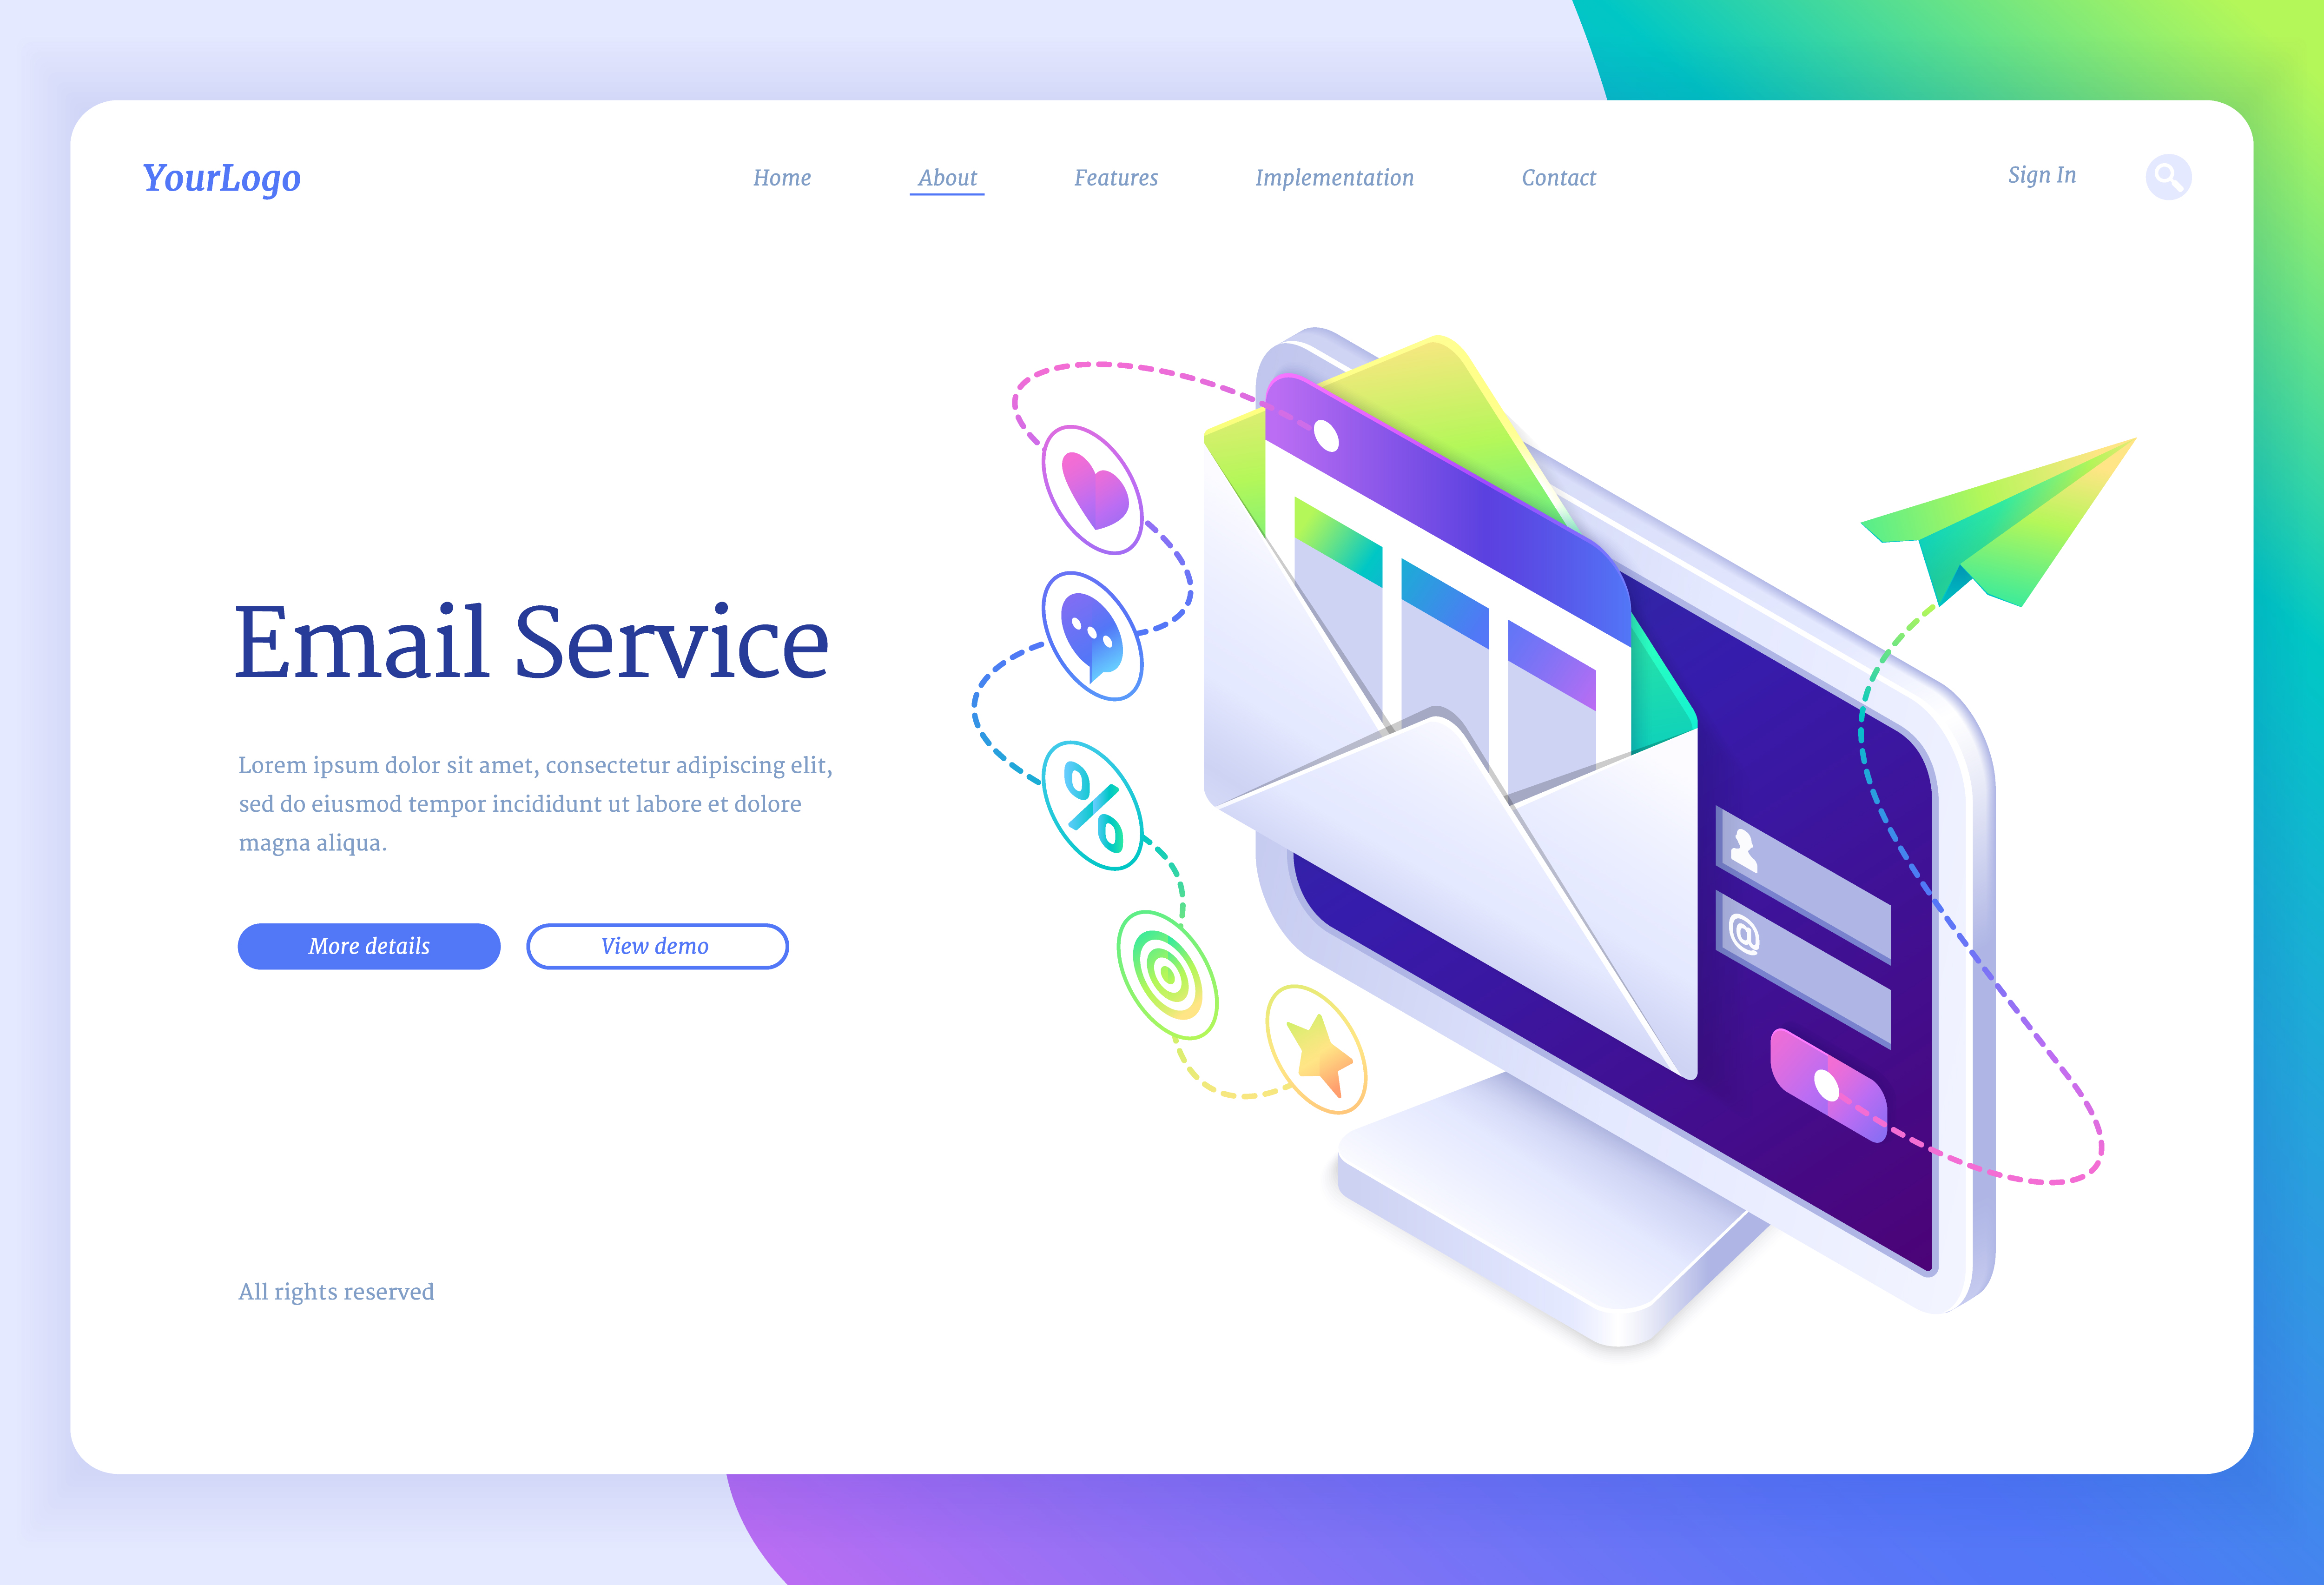 YourLogo
Home
About
Features
Implementation
Contact
Sign In
Email Service
Lorem ipsum dolor sit amet, consectetur adipiscing elit,
sed do eiusmod tempor incididunt ut labore et dolore
magna aliqua.
More details
View demo
%
@
All rights reserved